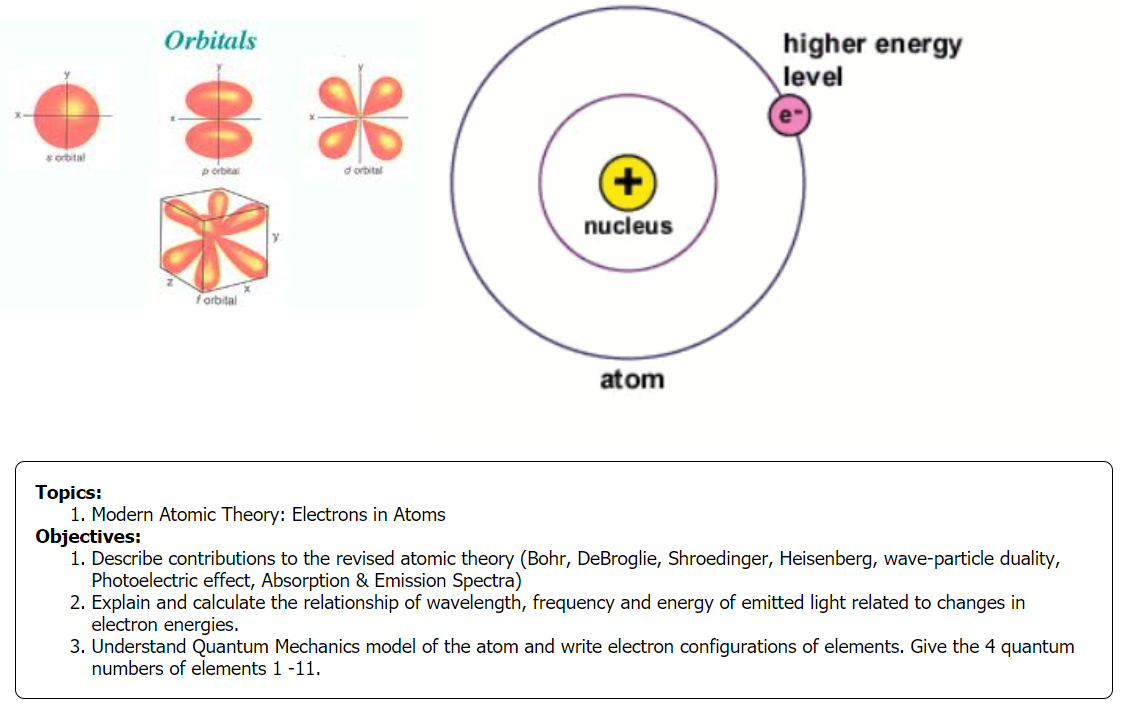 Orbitals
y
x
s orbital
y
x
p orbital
y
x
d orbital
y
z
x
f orbital
higher energy
level
e-
+
nucleus
atom
Topics:
1. Modern Atomic Theory: Electrons in Atoms
Objectives:
1. Describe contributions to the revised atomic theory (Bohr, DeBroglie, Shroedinger, Heisenberg, wave-particle duality,
Photoelectric effect, Absorption & Emission Spectra)
2. Explain and calculate the relationship of wavelength, frequency and energy of emitted light related to changes in
electron energies.
3. Understand Quantum Mechanics model of the atom and write electron configurations of elements. Give the 4 quantum
numbers of elements 1 -11.